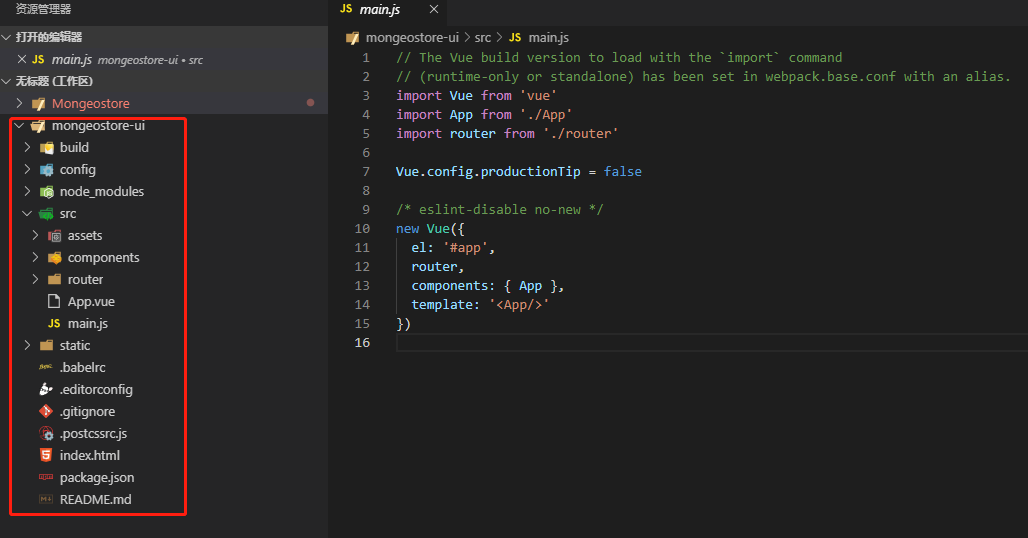 资源管理器
打开的编辑器
JS main.js mongeostore-ui • src
无标题 (工作区)
Mongeostore
mongeostore-ui
build
config
node_modules
src
assets
components
router
App.vue
JS main.js
static
.babelrc
.editorconfig
.gitignore
.postcssrc.js
index.html
package.json
README.md
JS main.js
mongeostore-ui > src > JS main.js
1 // The Vue build version to load with the `import` command
2 // (runtime-only or standalone) has been set in webpack.base.conf with an alias.
3 import Vue from 'vue'
4 import App from './App'
5 import router from './router'
6
7 Vue.config.productionTip = false
8
9 /* eslint-disable no-new */
10 new Vue({
11 el: '#app',
12 router,
13 components: { App },
14 template: '<App/>'
15 })
16